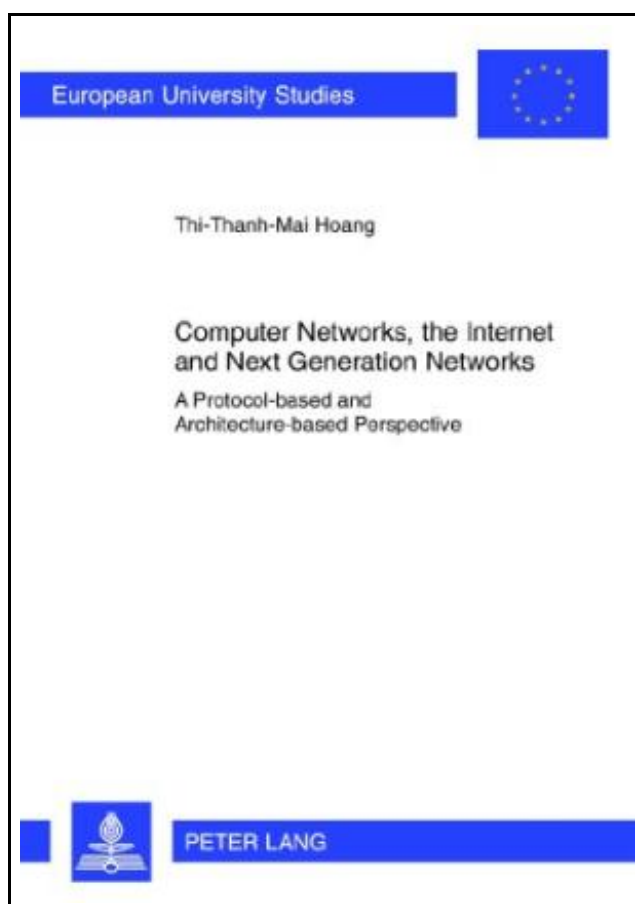 European University Studies
Thi-Thanh-Mai Hoang
Computer Networks, the Internet
and Next Generation Networks
A Protocol-based and
Architecture-based Perspective
PETER LANG